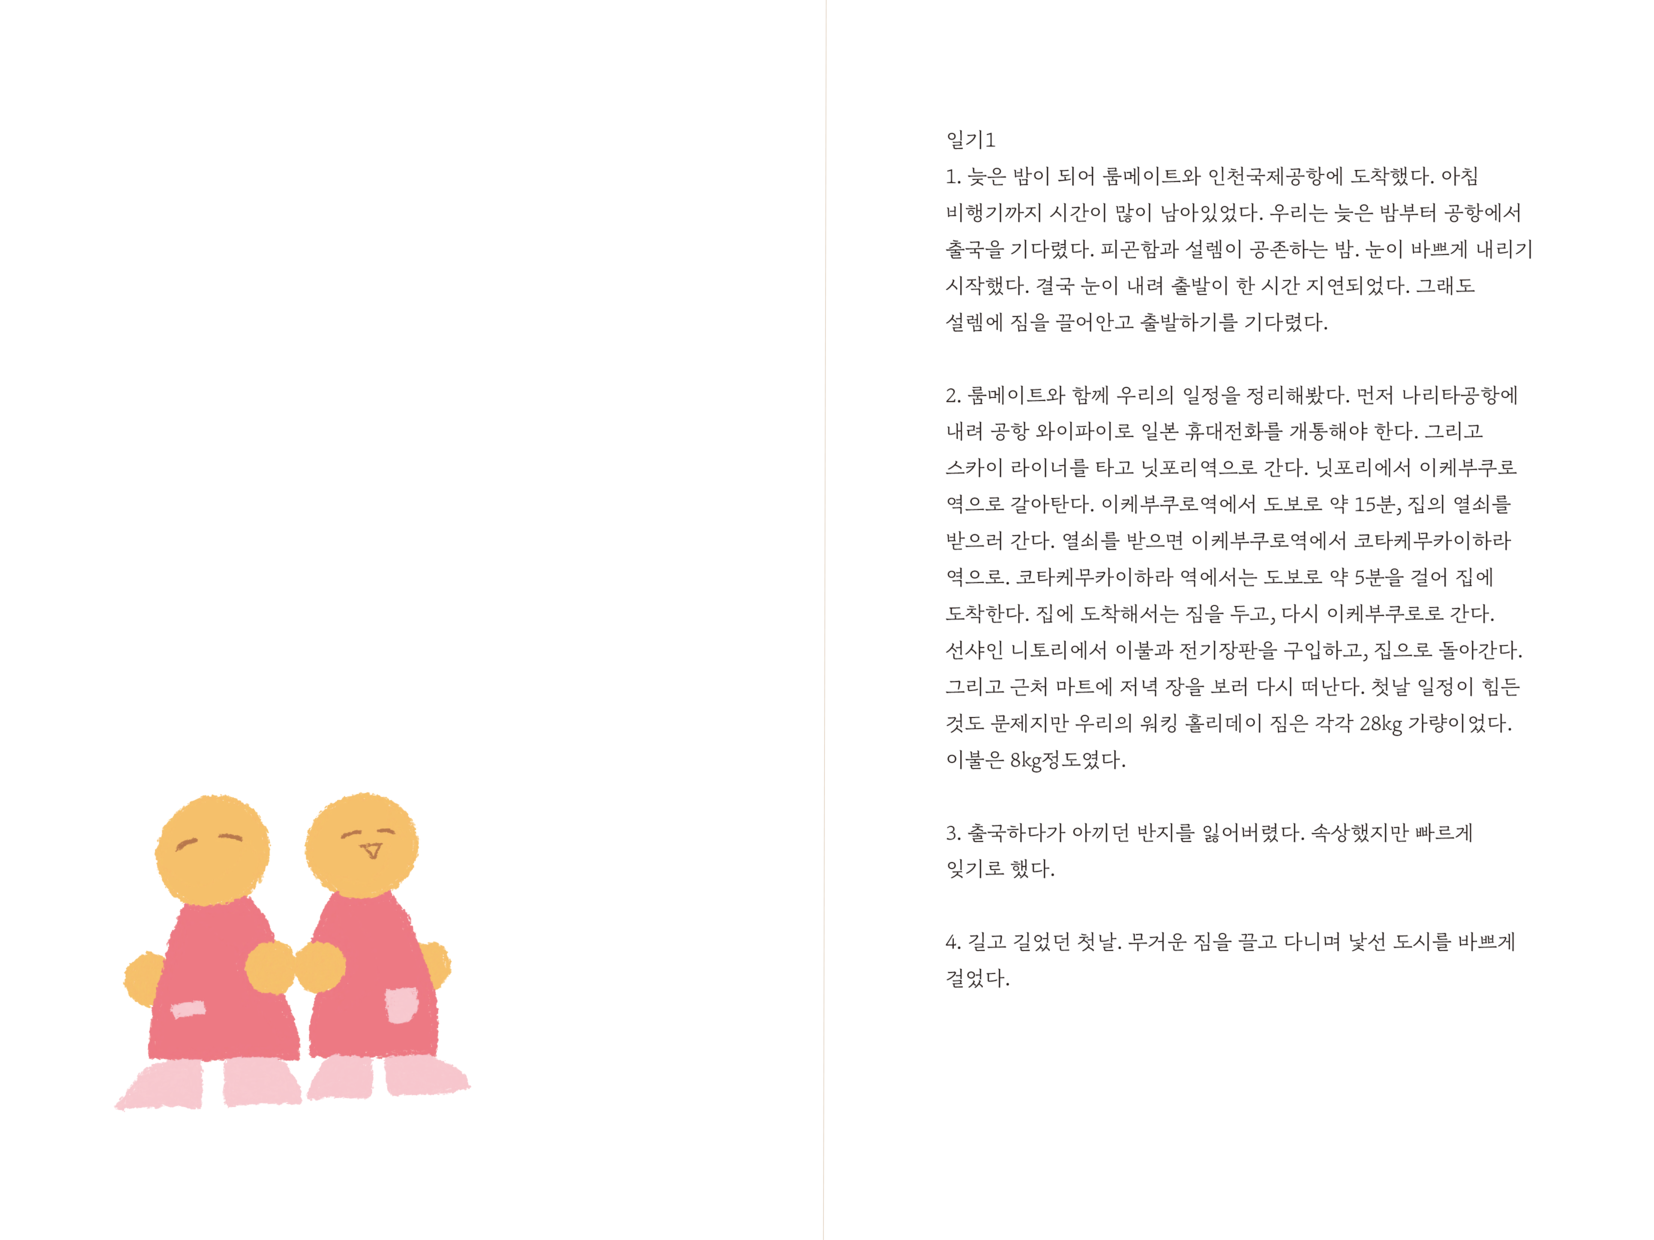 일기1
1. 늦은 밤이 되어 룸메이트와 인천국제공항에 도착했다. 아침
비행기까지 시간이 많이 남아있었다. 우리는 늦은 밤부터 공항에서
출국을 기다렸다. 피곤함과 설렘이 공존하는 밤. 눈이 바쁘게 내리기
시작했다. 결국 눈이 내려 출발이 한 시간 지연되었다. 그래도
설렘에 짐을 끌어안고 출발하기를 기다렸다.
2. 룸메이트와 함께 우리의 일정을 정리해봤다. 먼저 나리타공항에
내려 공항 와이파이로 일본 휴대전화를 개통해야 한다. 그리고
스카이 라이너를 타고 닛포리역으로 간다. 닛포리에서 이케부쿠로
역으로 갈아탄다. 이케부쿠로역에서 도보로 약 15분, 집의 열쇠를
받으러 간다. 열쇠를 받으면 이케부쿠로역에서 코타케무카이하라
역으로. 코타케무카이하라 역에서는 도보로 약 5분을 걸어 집에
도착한다. 집에 도착해서는 짐을 두고, 다시 이케부쿠로로 간다.
선샤인 니토리에서 이불과 전기장판을 구입하고, 집으로 돌아간다.
그리고 근처 마트에 저녁 장을 보러 다시 떠난다. 첫날 일정이 힘든
것도 문제지만 우리의 워킹 홀리데이 짐은 각각 28kg 가량이었다.
이불은 8kg정도였다.
3. 출국하다가 아끼던 반지를 잃어버렸다. 속상했지만 빠르게
잊기로 했다.
4. 길고 길었던 첫날. 무거운 짐을 끌고 다니며 낯선 도시를 바쁘게
걸었다.